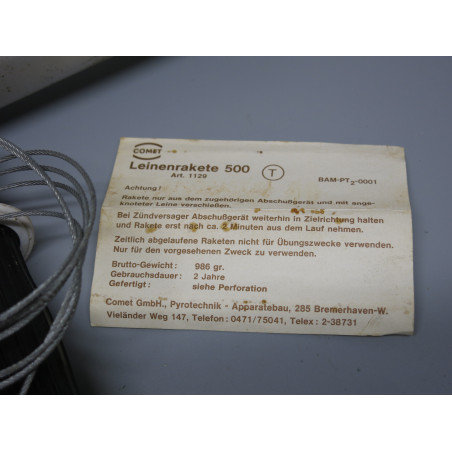 COMET
Leinenrakete 500 T
Art. 1129
BAM-PT2-0001
Achtung!
Rakete nur aus dem zugehörigen Abschußgerät und mit ange-
knoteter Leine verschießen.
Bei Zündversager Abschußgerät weiterhin in Zielrichtung halten
und Rakete erst nach ca. 2 Minuten aus dem Lauf nehmen.
Zeitlich abgelaufene Raketen nicht für Übungszwecke verwenden.
Nur für den vorgesehenen Zweck zu verwenden.
Brutto-Gewicht: 986 gr.
Gebrauchsdauer: 2 Jahre
Gefertigt: siehe Perforation
Comet GmbH., Pyrotechnik - Apparatebau, 285 Bremerhaven-W.
Vieländer Weg 147, Telefon: 0471/75041, Telex: 2-38731